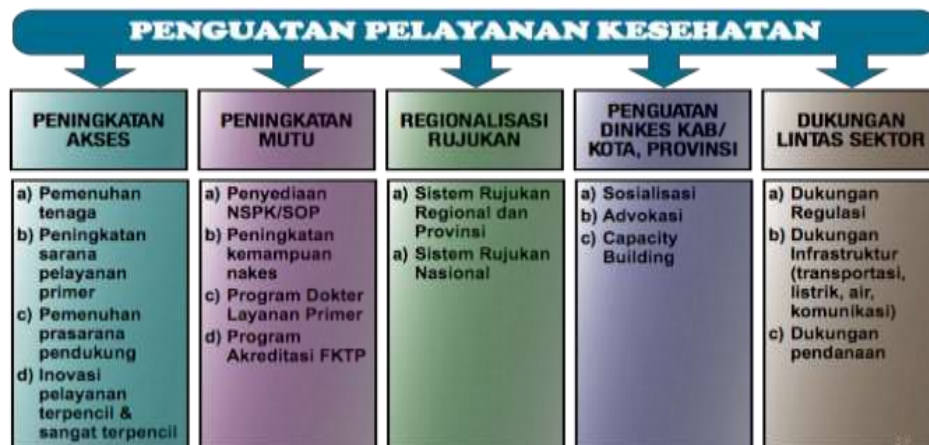 PENGUATAN PELAYANAN KESEHATAN
PENINGKATAN
AKSES
a) Pemenuhan
tenaga
b) Peningkatan
sarana
pelayanan
primer
c) Pemenuhan
prasarana
pendukung
d) Inovasi
pelayanan
terpencil &
sangat terpencil
PENINGKATAN
MUTU
a) Penyediaan
NSPK/SOP
b) Peningkatan
kemampuan
nakes
c) Program Dokter
Layanan Primer
d) Program
Akreditasi FKTP
REGIONALISASI
RUJUKAN
a) Sistem Rujukan
Regional dan
Provinsi
a) Sistem Rujukan
Nasional
PENGUATAN
DINKES KAB/
KOTA, PROVINSI
a) Sosialisasi
b) Advokasi
c) Capacity
Building
DUKUNGAN
LINTAS SEKTOR
a) Dukungan
Regulasi
b) Dukungan
Infrastruktur
(transportasi,
listrik, air,
komunikasi)
c) Dukungan
pendanaan